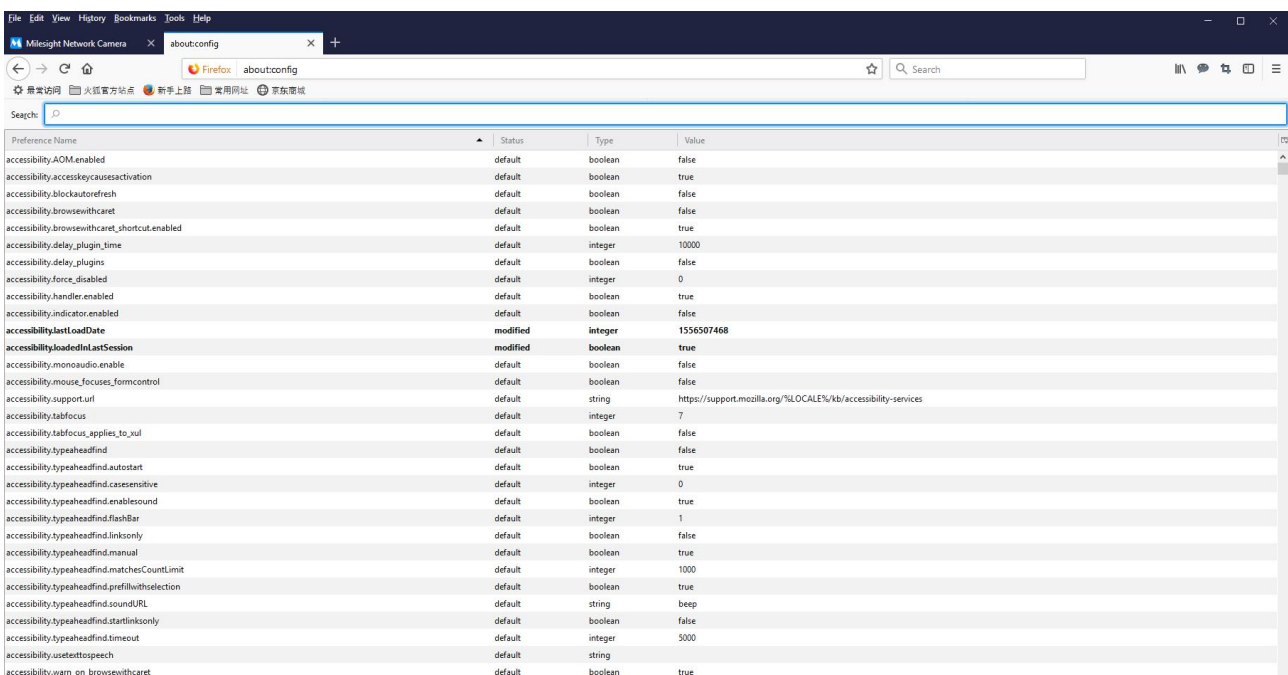 File Edit View History Bookmarks Tools Help
Milesight Network Camera about:config
Firefox about:config Search
最常访问 火狐官方站点 新手上路 常用网址 京东商城
Search:
Preference Name Status Type Value
accessibility.AOM.enabled default boolean false
accessibility.accesskeycausesactivation default boolean true
accessibility.blockautorefresh default boolean false
accessibility.browsewithcaret default boolean false
accessibility.browsewithcaret_shortcut.enabled default boolean true
accessibility.delay_plugin_time default integer 10000
accessibility.delay_plugins default boolean false
accessibility.force_disabled default integer 0
accessibility.handler.enabled default boolean true
accessibility.indicator.enabled default boolean false
accessibility.lastLoadDate modified integer 1556507468
accessibility.loadedInLastSession modified boolean true
accessibility.monoaudio.enable default boolean false
accessibility.mouse_focuses_formcontrol default boolean false
accessibility.support.url default string https://support.mozilla.org/%LOCALE%/kb/accessibility-services
accessibility.tabfocus default integer 7
accessibility.tabfocus_applies_to_xul default boolean false
accessibility.typeaheadfind default boolean false
accessibility.typeaheadfind.autostart default boolean true
accessibility.typeaheadfind.casesensitive default integer 0
accessibility.typeaheadfind.enablesound default boolean true
accessibility.typeaheadfind.flashBar default integer 1
accessibility.typeaheadfind.linksonly default boolean false
accessibility.typeaheadfind.manual default boolean true
accessibility.typeaheadfind.matchesCountLimit default integer 1000
accessibility.typeaheadfind.prefillwithselection default boolean true
accessibility.typeaheadfind.soundURL default string beep
accessibility.typeaheadfind.startlinksonly default boolean false
accessibility.typeaheadfind.timeout default integer 5000
accessibility.usetexttospeech default string
accessibility.warn_on_browsewithcaret default boolean true